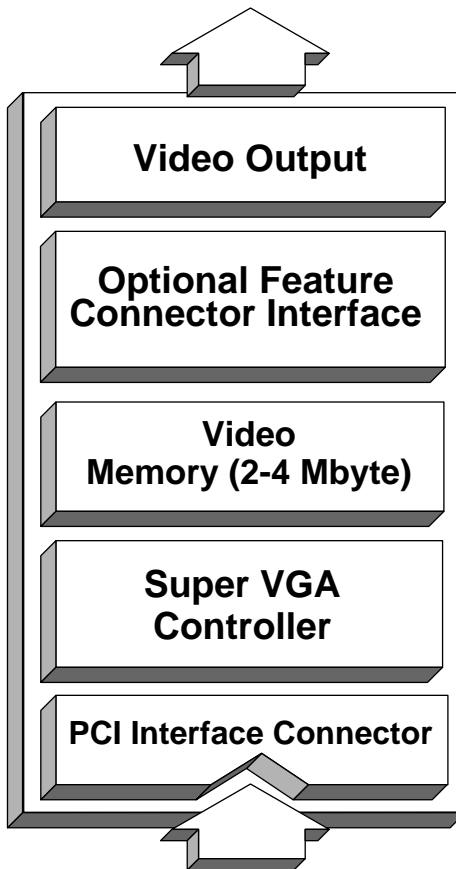 Video Output
Optional Feature
Connector Interface
Video
Memory (2-4 Mbyte)
Super VGA
Controller
PCI Interface Connector